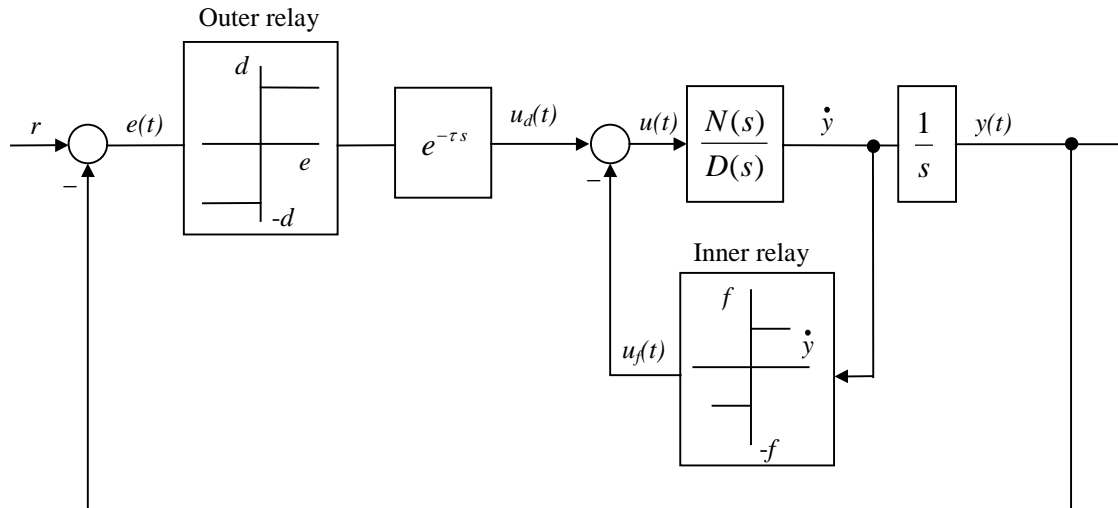 Outer relay
d
e
-d
r
e(t)
−
e^{-τs}
u_d(t)
−
u(t)
N(s)
D(s)
ẏ
1
s
y(t)
Inner relay
f
ẏ
-f
u_f(t)
−